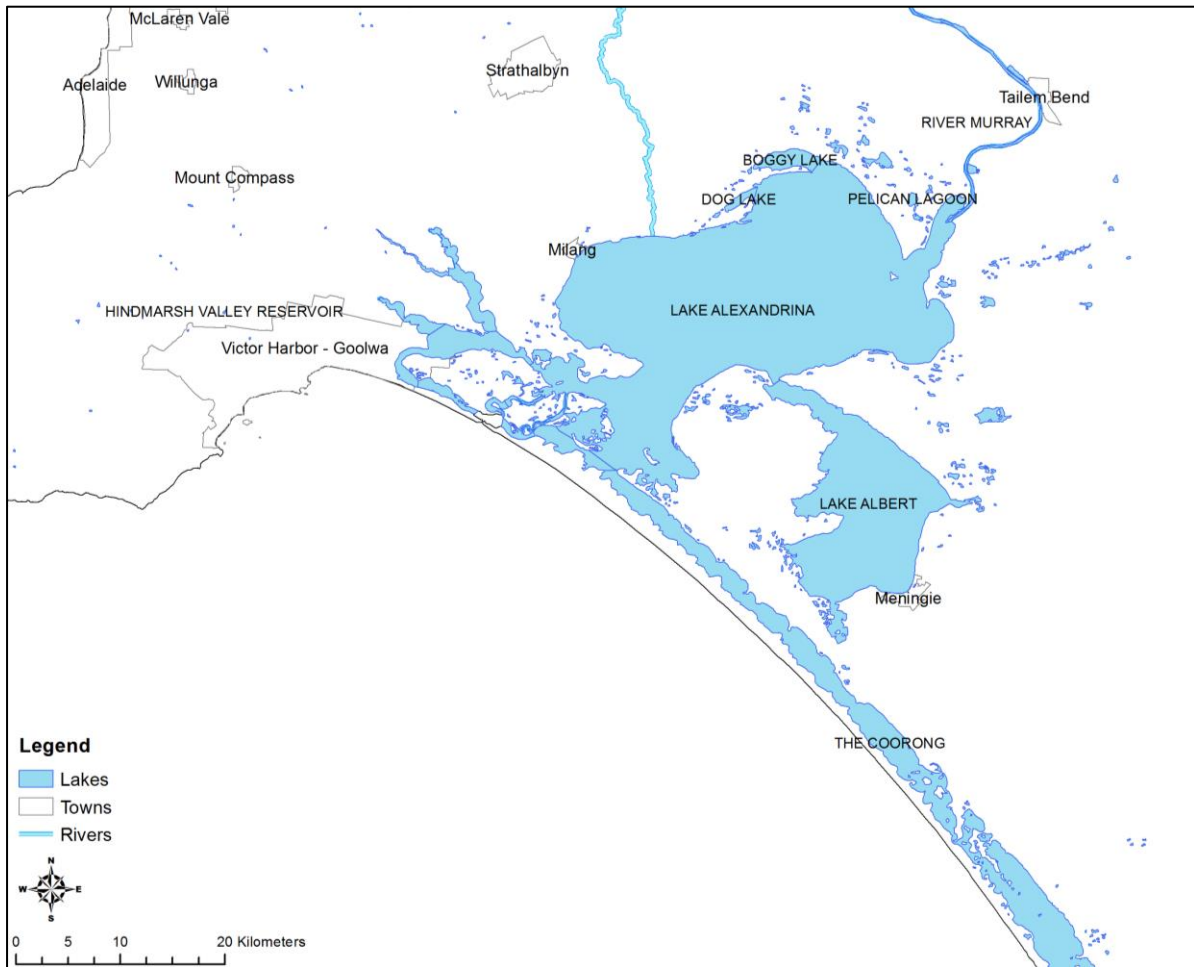 McLaren Vale
Adelaide
Willunga
Strathalbyn
Tailem Bend
RIVER MURRAY
BOGGY LAKE
Mount Compass
DOG LAKE
PELICAN LAGOON
Milang
HINDMARSH VALLEY RESERVOIR
LAKE ALEXANDRINA
Victor Harbor - Goolwa
LAKE ALBERT
Meningie
THE COORONG
Legend
Lakes
Towns
Rivers
N
W
E
S
0 5 10 20 Kilometers